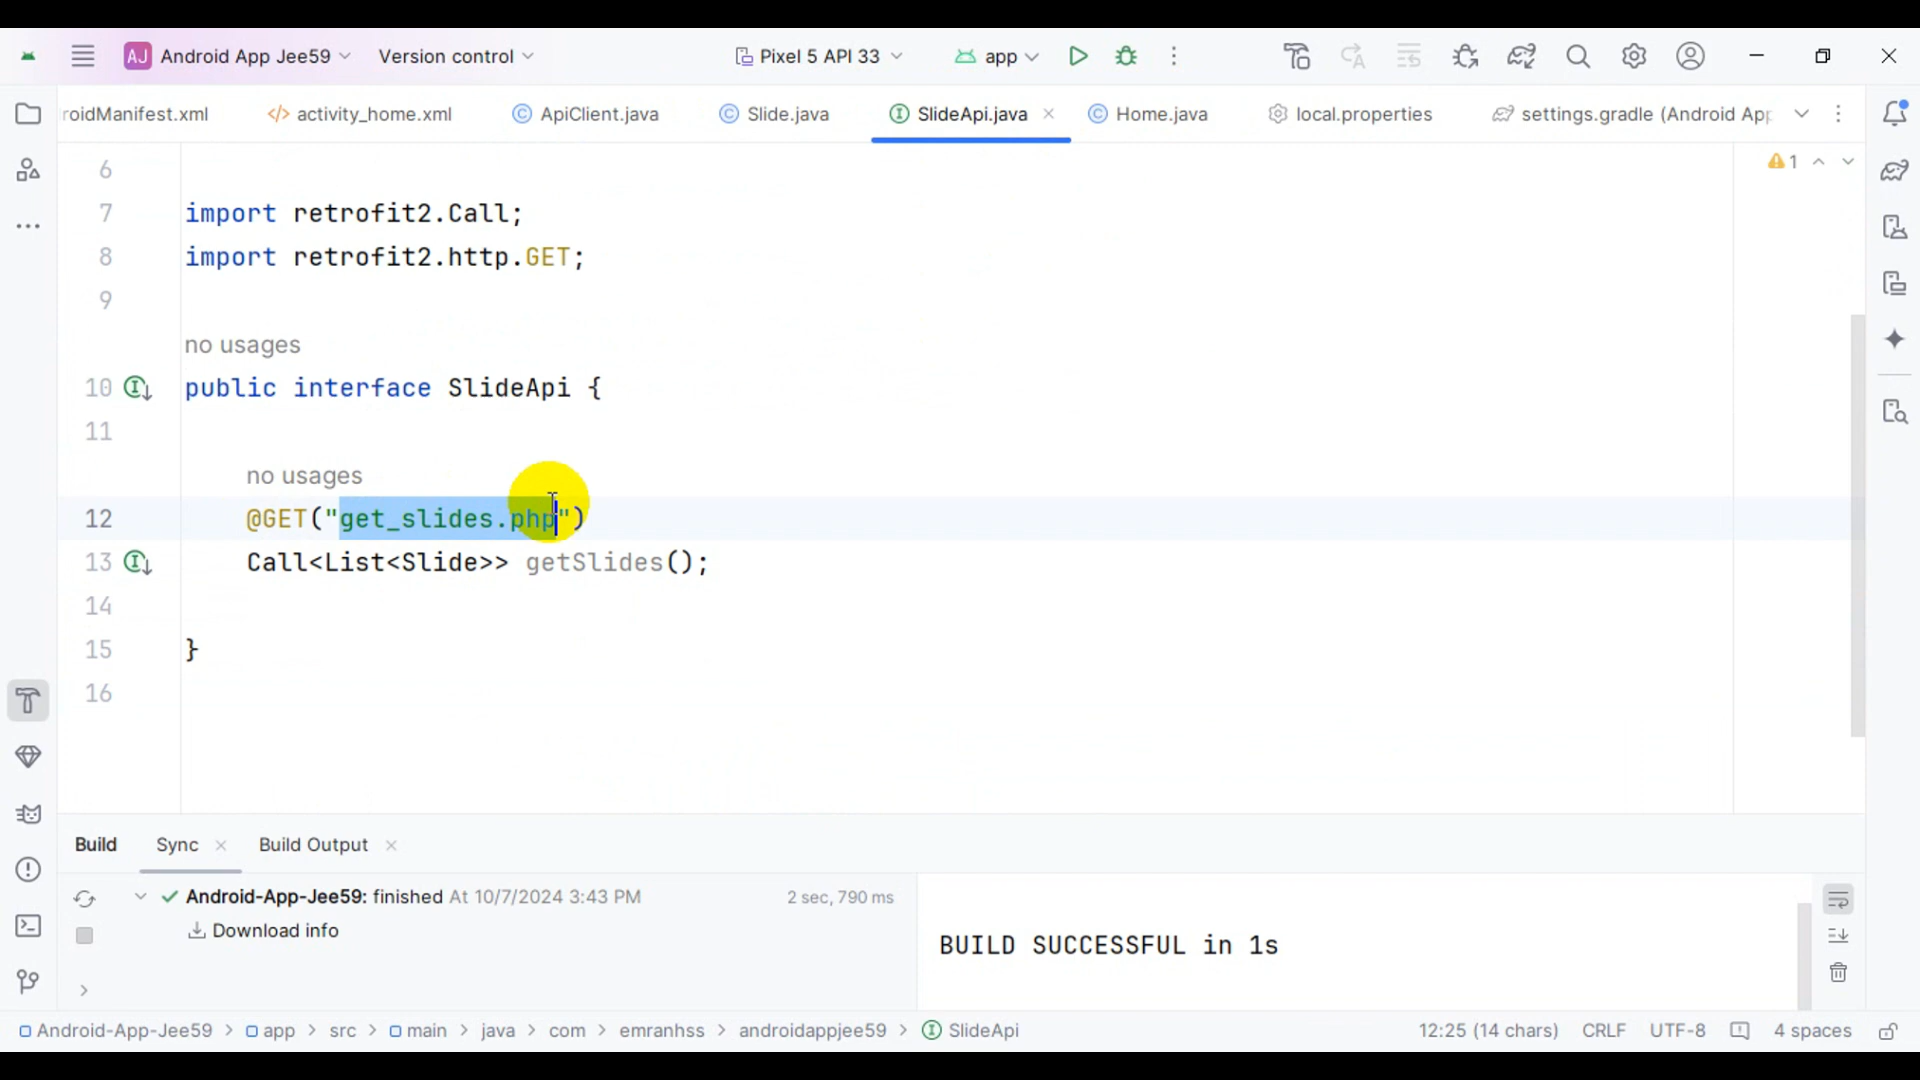 AJ Android App Jee59 Version control Pixel 5 API 33 app
roidManifest.xml activity_home.xml ApiClient.java Slide.java SlideApi.java Home.java local.properties settings.gradle (Android App
1
6
7 import retrofit2.Call;
8 import retrofit2.http.GET;
9
no usages
10 public interface SlideApi {
11
no usages
12 @GET("get_slides.php")
13 Call<List<Slide>> getSlides();
14
15 }
16
Build Sync Build Output
Android-App-Jee59: finished At 10/7/2024 3:43 PM 2 sec, 790 ms
Download info
BUILD SUCCESSFUL in 1s
Android-App-Jee59 > app > src > main > java > com > emranhss > androidappjee59 > SlideApi 12:25 (14 chars) CRLF UTF-8 4 spaces